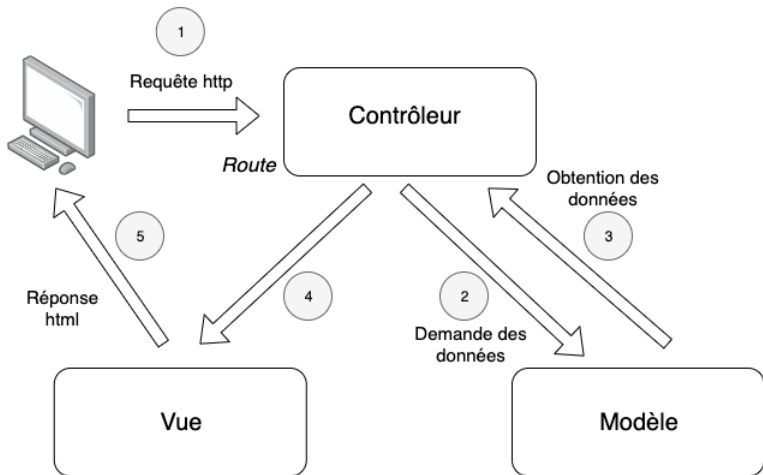 1
Requête http
Contrôleur
Route
Obtention des
données
3
5
4
2
Réponse
html
Demande des
données
Vue
Modèle